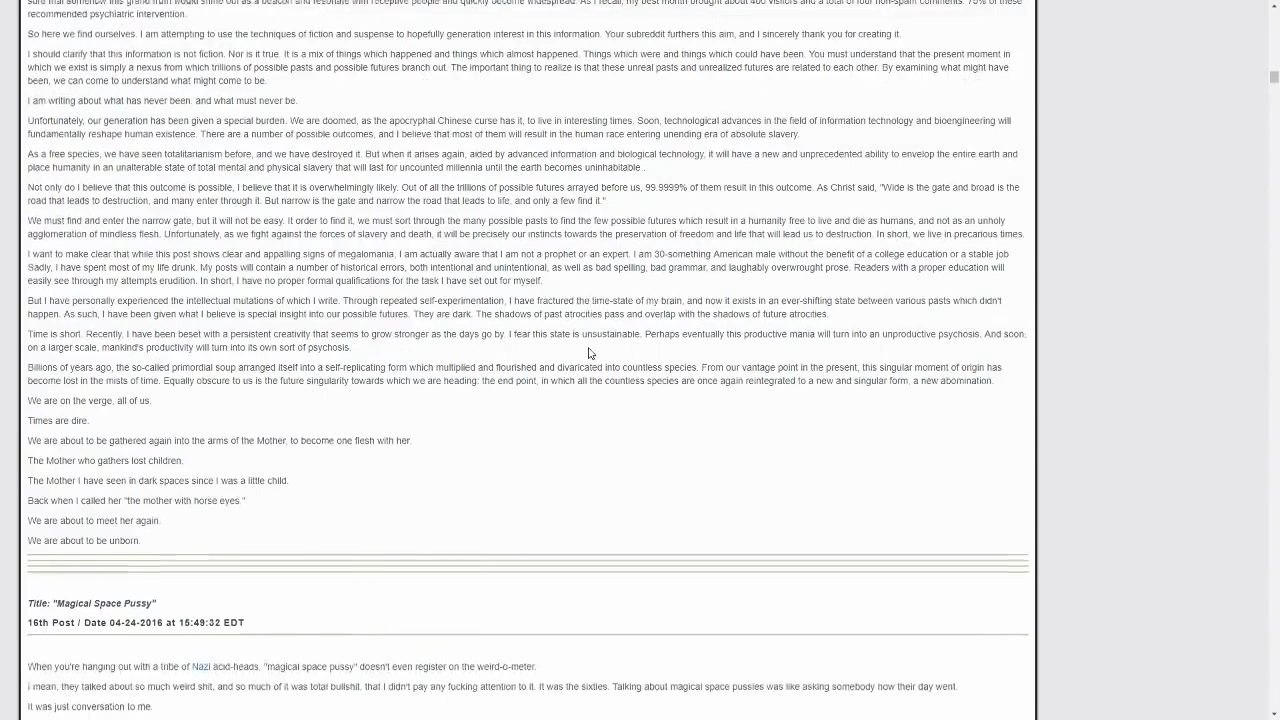 sure that somehow this grand truth would shine out as a beacon and resonate with receptive people and quickly become widespread. As I recall, my best month brought about 400 visitors and a total of four non-spam comments. 75% of these
recommended psychiatric intervention.
So here we find ourselves. I am attempting to use the techniques of fiction and suspense to hopefully generation interest in this information. Your subreddit furthers this aim, and I sincerely thank you for creating it.
I should clarify that this information is not fiction. Nor is it true. It is a mix of things which happened and things which almost happened. Things which were and things which could have been. You must understand that the present moment in
which we exist is simply a nexus from which trillions of possible pasts and possible futures branch out. The important thing to realize is that these unreal pasts and unrealized futures are related to each other. By examining what might have
been, we can come to understand what might come to be.
I am writing about what has never been, and what must never be.
Unfortunately, our generation has been given a special burden. We are doomed, as the apocryphal Chinese curse has it, to live in interesting times. Soon, technological advances in the field of information technology and bioengineering will
fundamentally reshape human existence. There are a number of possible outcomes, and I believe that most of them will result in the human race entering unending era of absolute slavery.
As a free species, we have seen totalitarianism before, and we have destroyed it. But when it arises again, aided by advanced information and biological technology, it will have a new and unprecedented ability to envelop the entire earth and
place humanity in an unalterable state of total mental and physical slavery that will last for uncounted millennia until the earth becomes uninhabitable .
Not only do I believe that this outcome is possible, I believe that it is overwhelmingly likely. Out of all the trillions of possible futures arrayed before us, 99.9999% of them result in this outcome. As Christ said, "Wide is the gate and broad is the
road that leads to destruction, and many enter through it. But narrow is the gate and narrow the road that leads to life, and only a few find it."
We must find and enter the narrow gate, but it will not be easy. It order to find it, we must sort through the many possible pasts to find the few possible futures which result in a humanity free to live and die as humans, and not as an unholy
agglomeration of mindless flesh. Unfortunately, as we fight against the forces of slavery and death, it will be precisely our instincts towards the preservation of freedom and life that will lead us to destruction. In short, we live in precarious times.
I want to make clear that while this post shows clear and appalling signs of megalomania, I am actually aware that I am not a prophet or an expert. I am 30-something American male without the benefit of a college education or a stable job
Sadly, I have spent most of my life drunk. My posts will contain a number of historical errors, both intentional and unintentional, as well as bad spelling, bad grammar, and laughably overwrought prose. Readers with a proper education will
easily see through my attempts erudition. In short, I have no proper formal qualifications for the task I have set out for myself.
But I have personally experienced the intellectual mutations of which I write. Through repeated self-experimentation, I have fractured the time-state of my brain, and now it exists in an ever-shifting state between various pasts which didn't
happen. As such, I have been given what I believe is special insight into our possible futures. They are dark. The shadows of past atrocities pass and overlap with the shadows of future atrocities.
Time is short. Recently, I have been beset with a persistent creativity that seems to grow stronger as the days go by. I fear this state is unsustainable. Perhaps eventually this productive mania will turn into an unproductive psychosis. And soon,
on a larger scale, mankind's productivity will turn into its own sort of psychosis.
Billions of years ago, the so-called primordial soup arranged itself into a self-replicating form which multiplied and flourished and divaricated into countless species. From our vantage point in the present, this singular moment of origin has
become lost in the mists of time. Equally obscure to us is the future singularity towards which we are heading: the end point, in which all the countless species are once again reintegrated to a new and singular form, a new abomination.
We are on the verge, all of us.
Times are dire.
We are about to be gathered again into the arms of the Mother, to become one flesh with her.
The Mother who gathers lost children.
The Mother I have seen in dark spaces since I was a little child.
Back when I called her "the mother with horse eyes."
We are about to meet her again.
We are about to be unborn.
Title: "Magical Space Pussy"
16th Post / Date 04-24-2016 at 15:49:32 EDT
When you're hanging out with a tribe of Nazi acid-heads, "magical space pussy" doesn't even register on the weird-o-meter.
I mean, they talked about so much weird shit, and so much of it was total bullshit, that I didn't pay any fucking attention to it. It was the sixties. Talking about magical space pussies was like asking somebody how their day went.
It was just conversation to me.